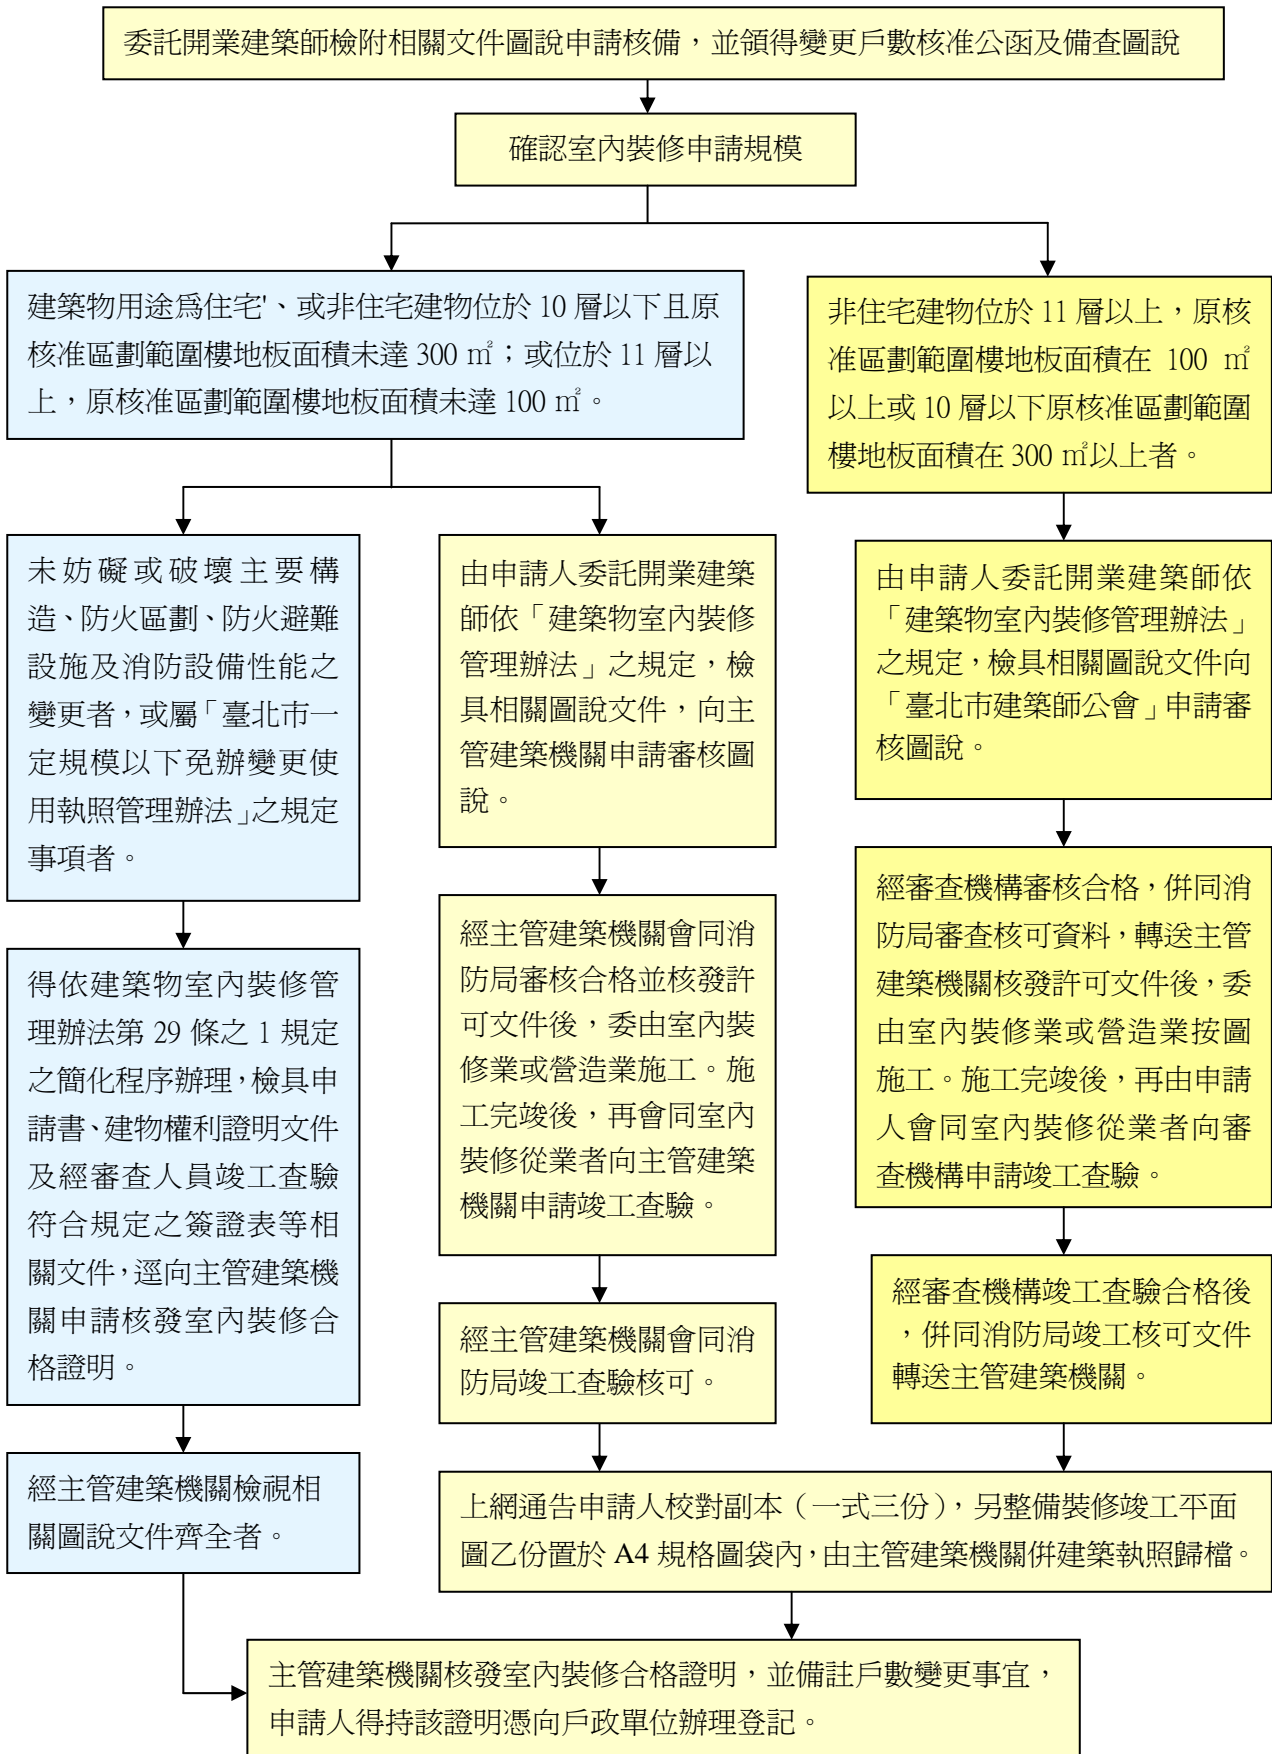 委託開業建築師檢附相關文件圖說申請核備，並領得變更戶數核准公函及備查圖說
確認室內裝修申請規模
建築物用途為住宅'、或非住宅建物位於 10 層以下且原
核准區劃範圍樓地板面積未達 300 ㎡；或位於 11 層以
上，原核准區劃範圍樓地板面積未達 100 ㎡。
非住宅建物位於 11 層以上，原核
准區劃範圍樓地板面積在 100 ㎡
以上或 10 層以下原核准區劃範圍
樓地板面積在 300 ㎡以上者。
未妨礙或破壞主要構
造、防火區劃、防火避難
設施及消防設備性能之
變更者，或屬「臺北市一
定規模以下免辦變更使
用執照管理辦法」之規定
事項者。
由申請人委託開業建築
師依「建築物室內裝修
管理辦法」之規定，檢
具相關圖說文件，向主
管建築機關申請審核圖
說。
由申請人委託開業建築師依
「建築物室內裝修管理辦法」
之規定，檢具相關圖說文件向
「臺北市建築師公會」申請審
核圖說。
得依建築物室內裝修管
理辦法第 29 條之 1 規定
之簡化程序辦理，檢具申
請書、建物權利證明文件
及經審查人員竣工查驗
符合規定之簽證表等相
關文件，逕向主管建築機
關申請核發室內裝修合
格證明。
經主管建築機關會同消
防局審核合格並核發許
可文件後，委由室內裝
修業或營造業施工。施
工完竣後，再會同室內
裝修從業者向主管建築
機關申請竣工查驗。
經審查機構審核合格，併同消
防局審查核可資料，轉送主管
建築機關核發許可文件後，委
由室內裝修業或營造業按圖
施工。施工完竣後，再由申請
人會同室內裝修從業者向審
查機構申請竣工查驗。
經主管建築機關會同消
防局竣工查驗核可。
經審查機構竣工查驗合格後
，併同消防局竣工核可文件
轉送主管建築機關。
經主管建築機關檢視相
關圖說文件齊全者。
上網通告申請人校對副本（一式三份），另整備裝修竣工平面
圖乙份置於 A4 規格圖袋內，由主管建築機關併建築執照歸檔。
主管建築機關核發室內裝修合格證明，並備註戶數變更事宜，
申請人得持該證明憑向戶政單位辦理登記。